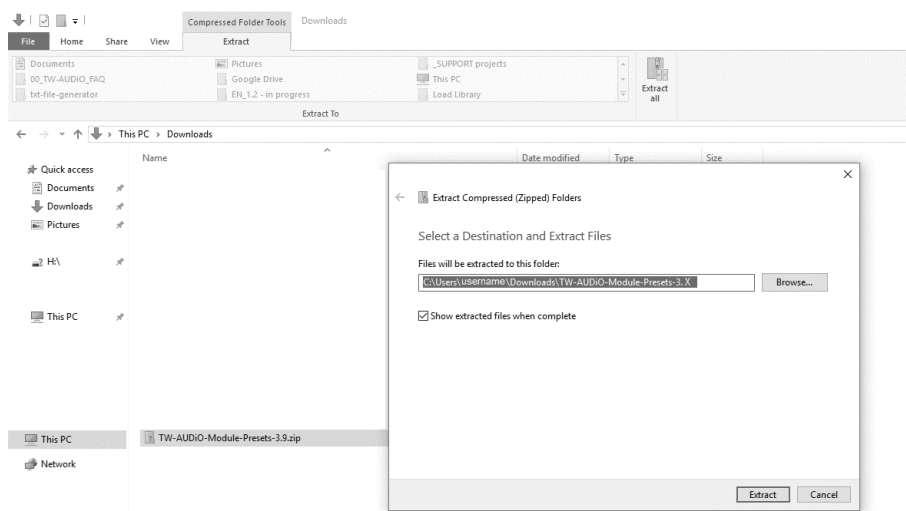 Compressed Folder Tools Downloads
File Home Share View Extract
Documents Pictures _SUPPORT projects
00_TW-AUDiO_FAQ Google Drive This PC
txt-file-generator EN_1.2 - in progress Load Library
Extract
all
Extract To
This PC > Downloads
Name Date modified Type Size
Quick access
Documents
Downloads
Pictures
H:\
This PC
This PC
Network
TW-AUDiO-Module-Presets-3.9.zip
Extract Compressed (Zipped) Folders
Select a Destination and Extract Files
Files will be extracted to this folder:
C:\Users\username\Downloads\TW-AUDiO-Module-Presets-3.X
Browse...
Show extracted files when complete
Extract Cancel